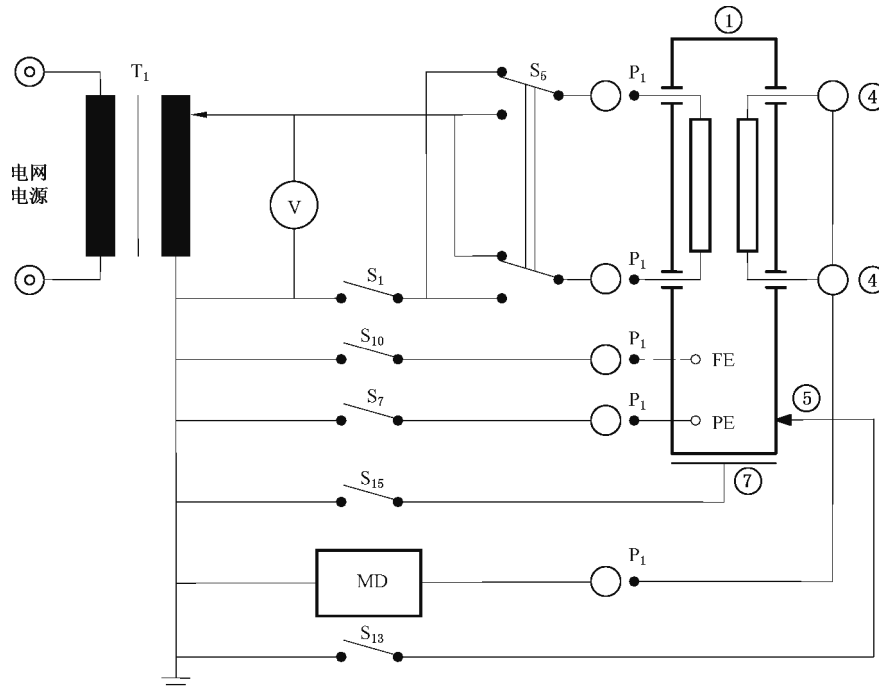 ①
T₁
S₅
P₁
④
电网
电源
V
S₁
P₁
④
S₁₀
P₁
FE
S₇
P₁
PE
⑤
S₁₅
⑦
MD
P₁
S₁₃